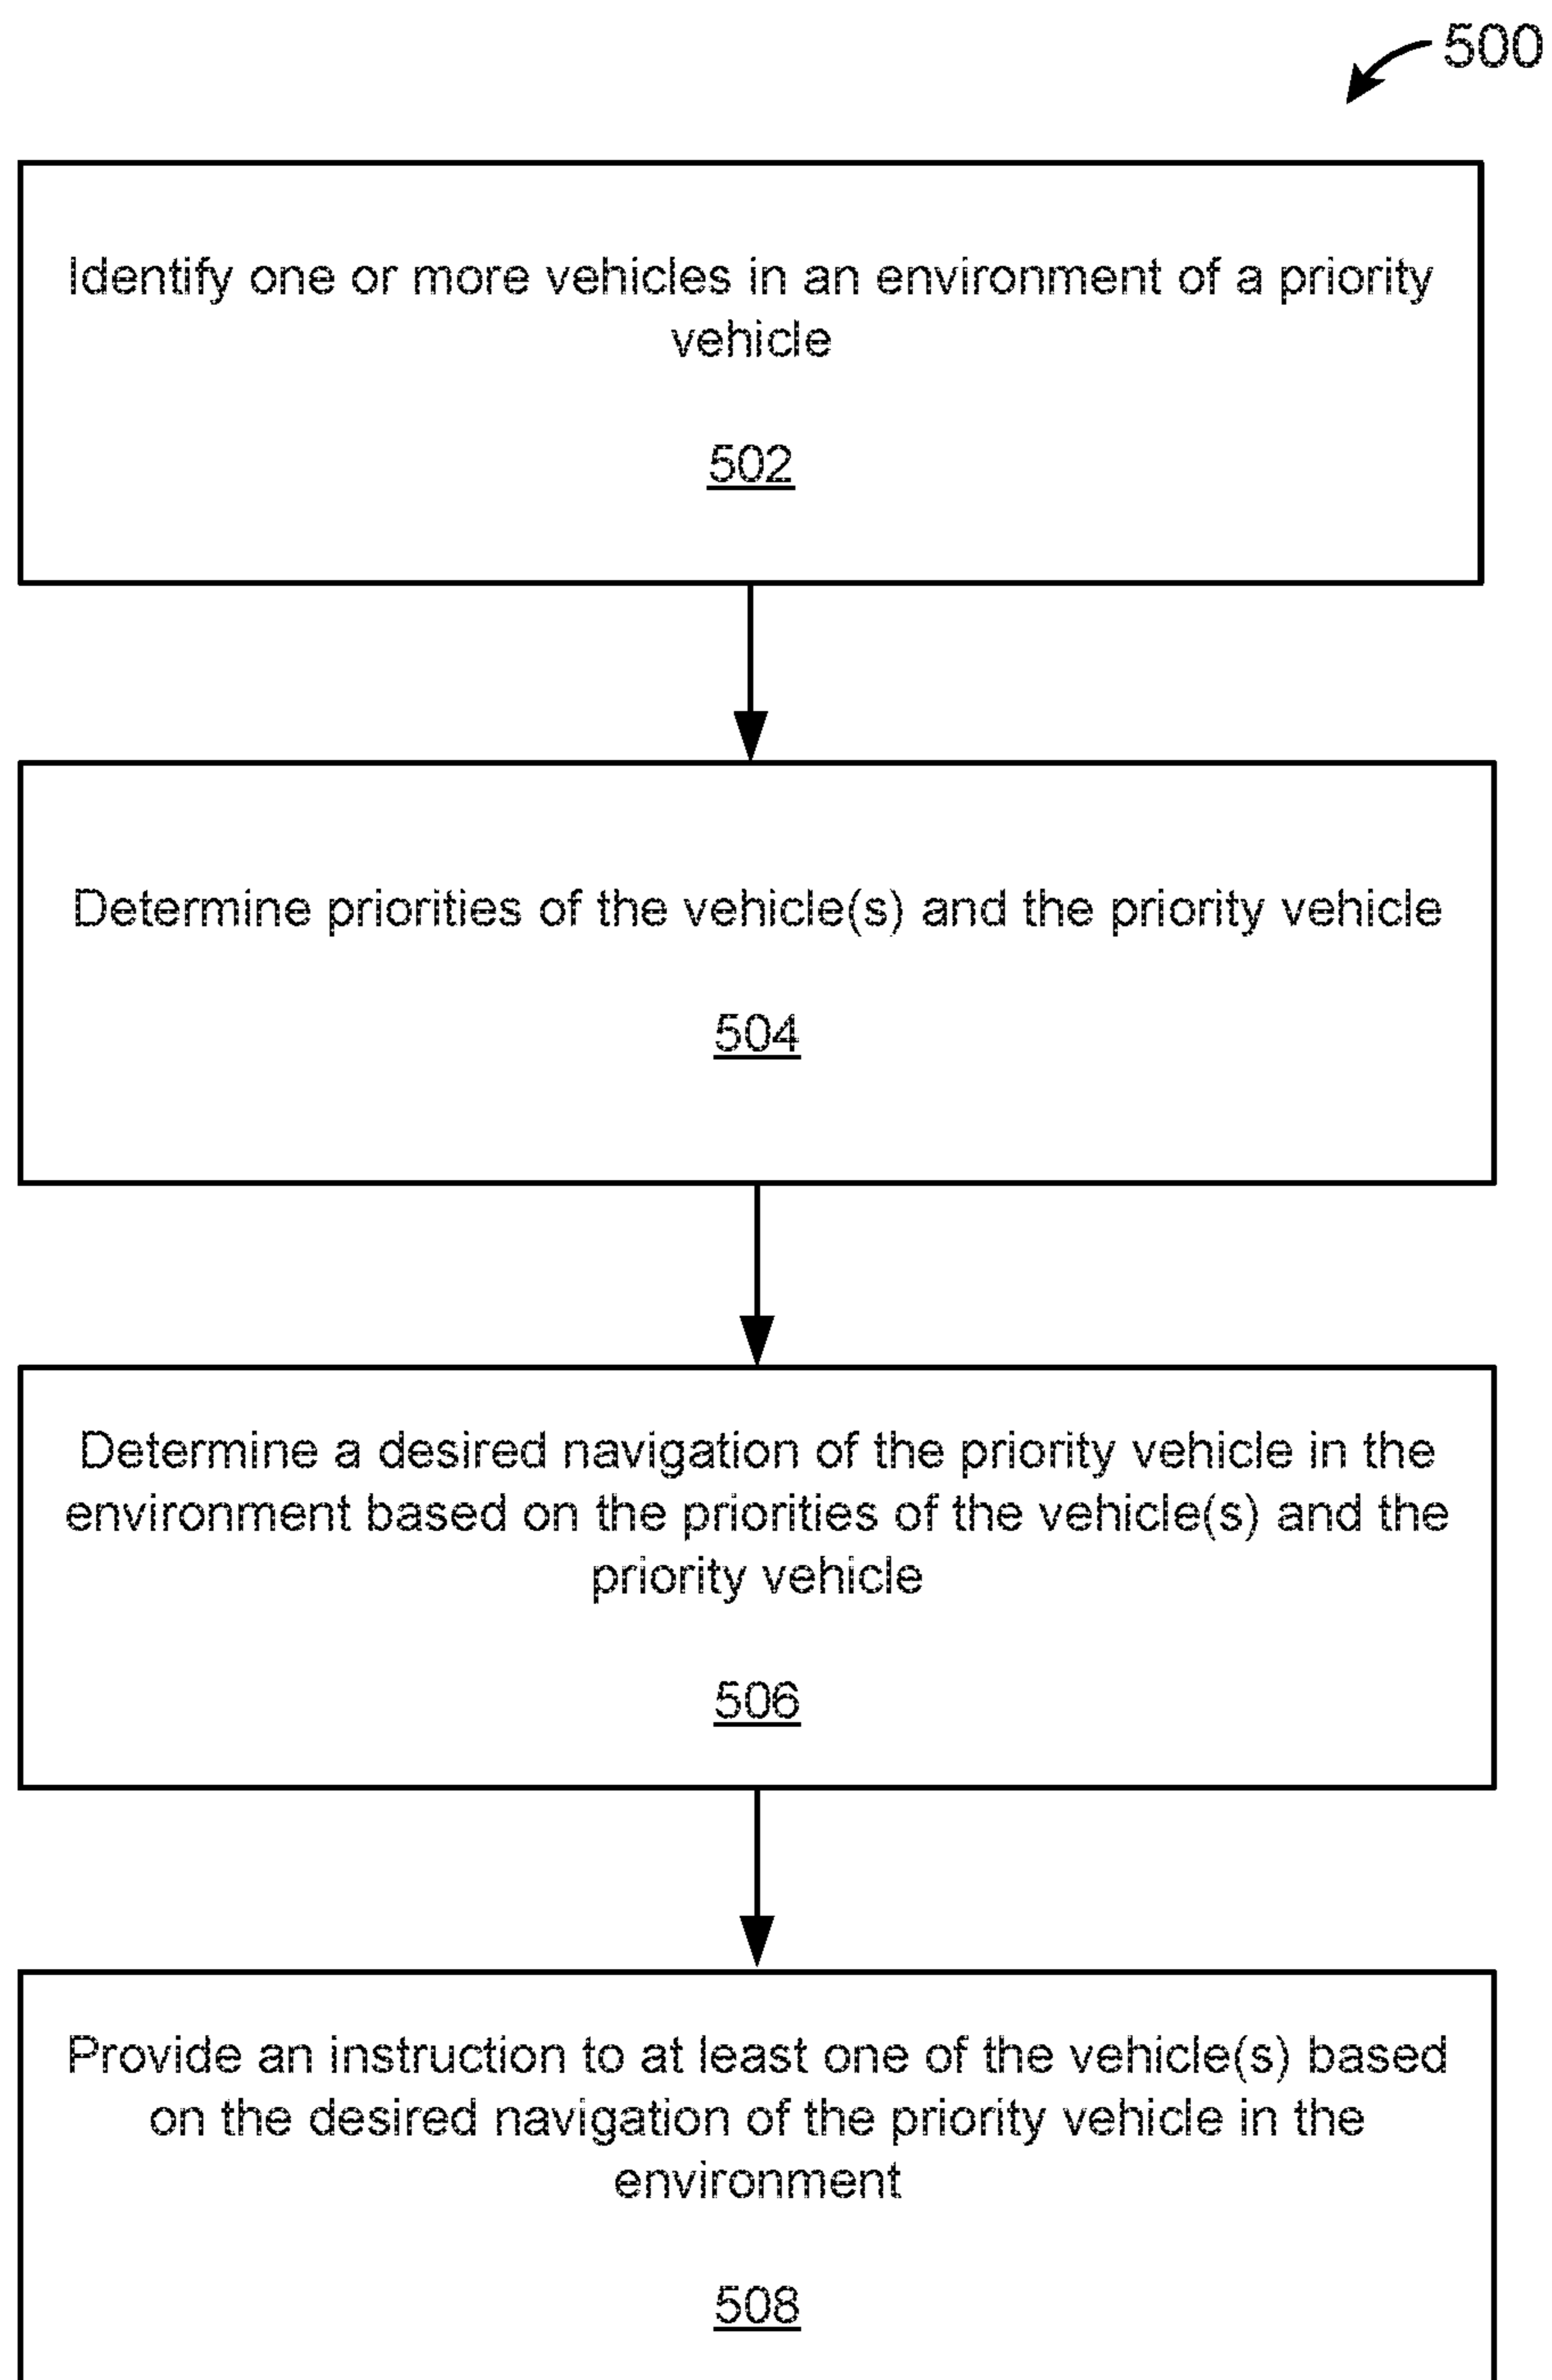 500
Identify one or more vehicles in an environment of a priority
vehicle
502
Determine priorities of the vehicle(s) and the priority vehicle
504
Determine a desired navigation of the priority vehicle in the
environment based on the priorities of the vehicle(s) and the
priority vehicle
506
Provide an instruction to at least one of the vehicle(s) based
on the desired navigation of the priority vehicle in the
environment
508